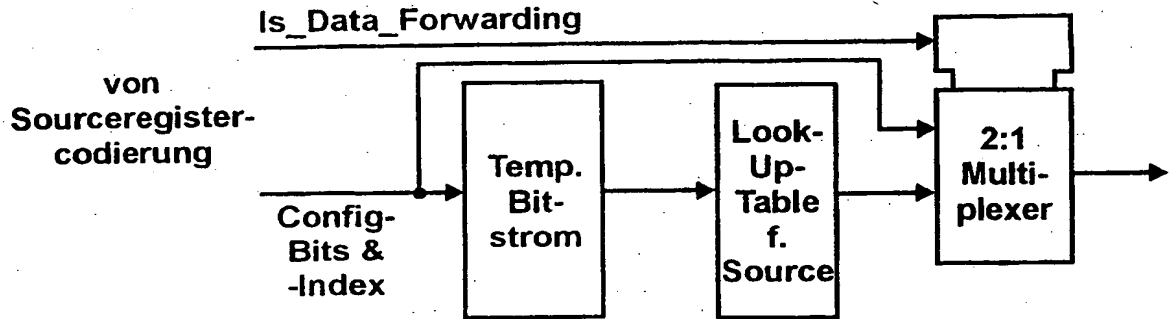 Is_Data_Forwarding
von
Sourceregister-
codierung
Config-
Bits &
-Index
Temp.
Bit-
strom
Look-
Up-
Table
f.
Source
2:1
Multi-
plexer